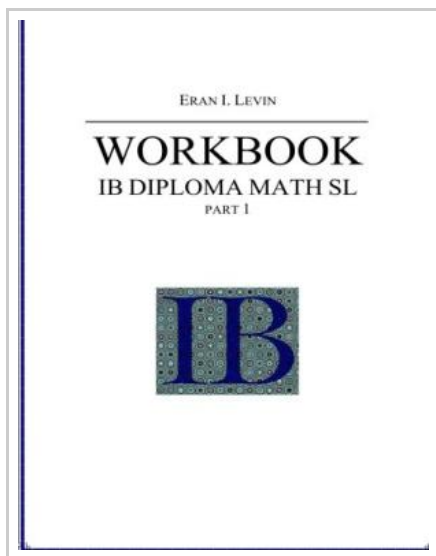 ERAN I. LEVIN
WORKBOOK
IB DIPLOMA MATH SL
PART 1
IB